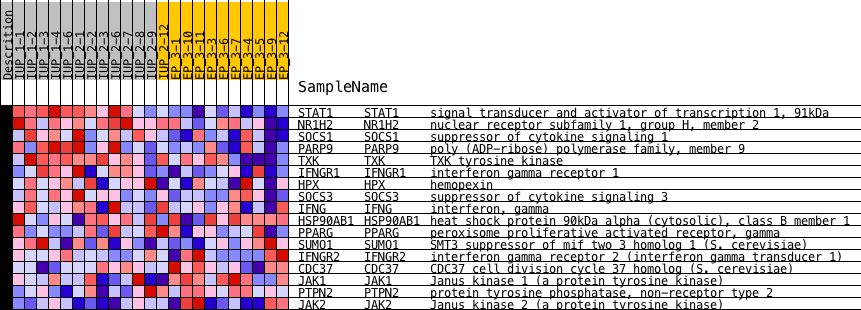 Descrition
IUP_1-1
IUP_1-2
IUP_1-3
IUP_1-4
IUP_1-6
IUP_2-1
IUP_2-2
IUP_2-3
IUP_2-6
IUP_2-7
IUP_2-8
IUP_2-9
IUP_2-12
EP_3-1
EP_3-10
EP_3-11
EP_3-3
EP_3-6
EP_3-7
EP_3-4
EP_3-5
EP_3-9
EP_3-12
SampleName
STAT1 STAT1 signal transducer and activator of transcription 1, 91kDa
NR1H2 NR1H2 nuclear receptor subfamily 1, group H, member 2
SOCS1 SOCS1 suppressor of cytokine signaling 1
PARP9 PARP9 poly (ADP-ribose) polymerase family, member 9
TXK TXK TXK tyrosine kinase
IFNGR1 IFNGR1 interferon gamma receptor 1
HPX HPX hemopexin
SOCS3 SOCS3 suppressor of cytokine signaling 3
IFNG IFNG interferon, gamma
HSP90AB1 HSP90AB1 heat shock protein 90kDa alpha (cytosolic), class B member 1
PPARG PPARG peroxisome proliferative activated receptor, gamma
SUMO1 SUMO1 SMT3 suppressor of mif two 3 homolog 1 (S. cerevisiae)
IFNGR2 IFNGR2 interferon gamma receptor 2 (interferon gamma transducer 1)
CDC37 CDC37 CDC37 cell division cycle 37 homolog (S. cerevisiae)
JAK1 JAK1 Janus kinase 1 (a protein tyrosine kinase)
PTPN2 PTPN2 protein tyrosine phosphatase, non-receptor type 2
JAK2 JAK2 Janus kinase 2 (a protein tyrosine kinase)